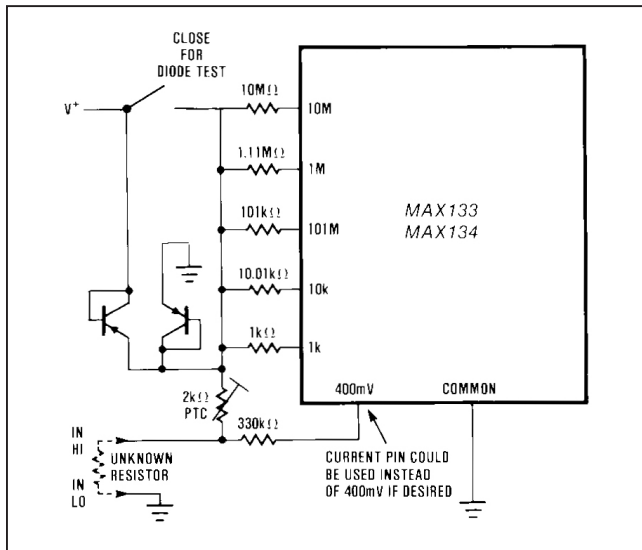 CLOSE
FOR
DIODE TEST
V+
10MΩ
10M
1.11MΩ
1M
101kΩ
101M
10.01kΩ
10k
1kΩ
1k
MAX133
MAX134
400mV
COMMON
2kΩ
PTC
330kΩ
IN
HI
UNKNOWN
RESISTOR
IN
LO
CURRENT PIN COULD
BE USED INSTEAD
OF 400mV IF DESIRED